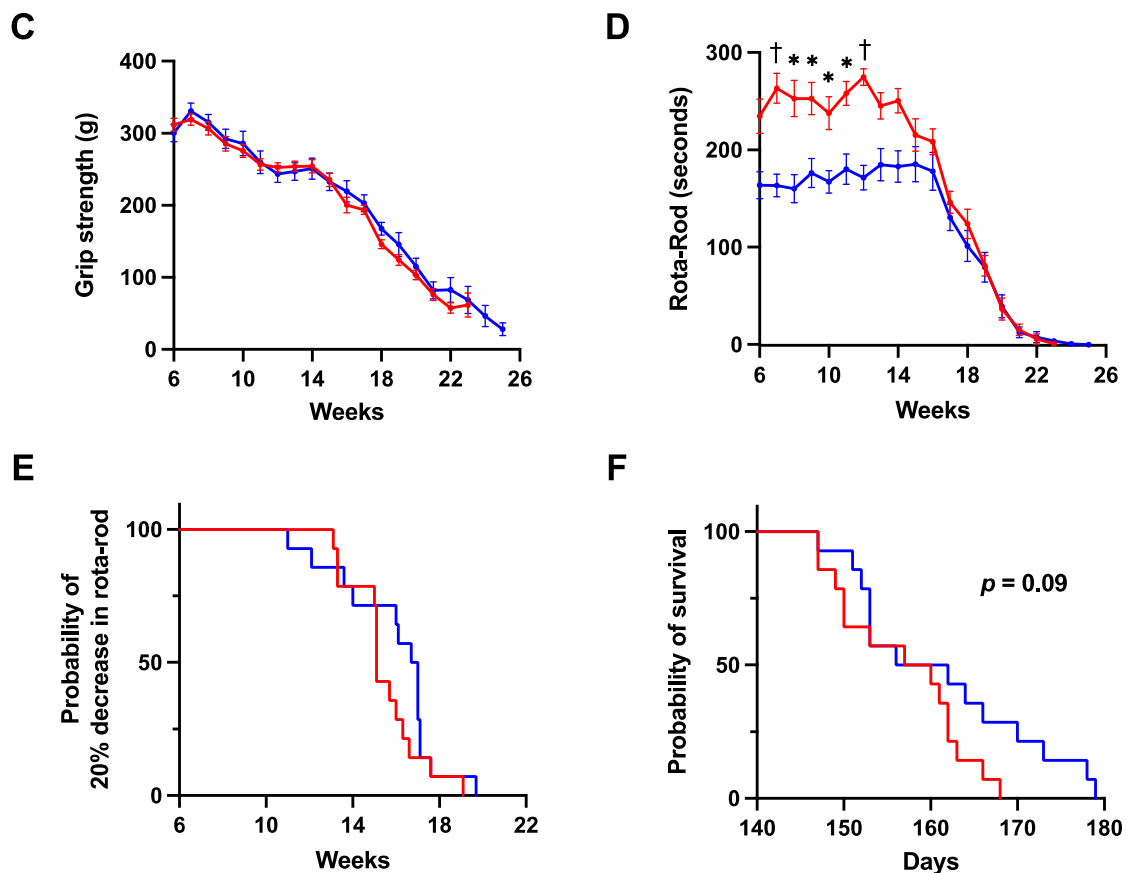 C
Grip strength (g)
400
300
200
100
0
6 10 14 18 22 26
Weeks
D
Rota-Rod (seconds)
300
200
100
0
† * * * * †
6 10 14 18 22 26
Weeks
E
Probability of
20% decrease in rota-rod
100
50
0
6 10 14 18 22
Weeks
F
Probability of survival
100
50
0
p = 0.09
140 150 160 170 180
Days